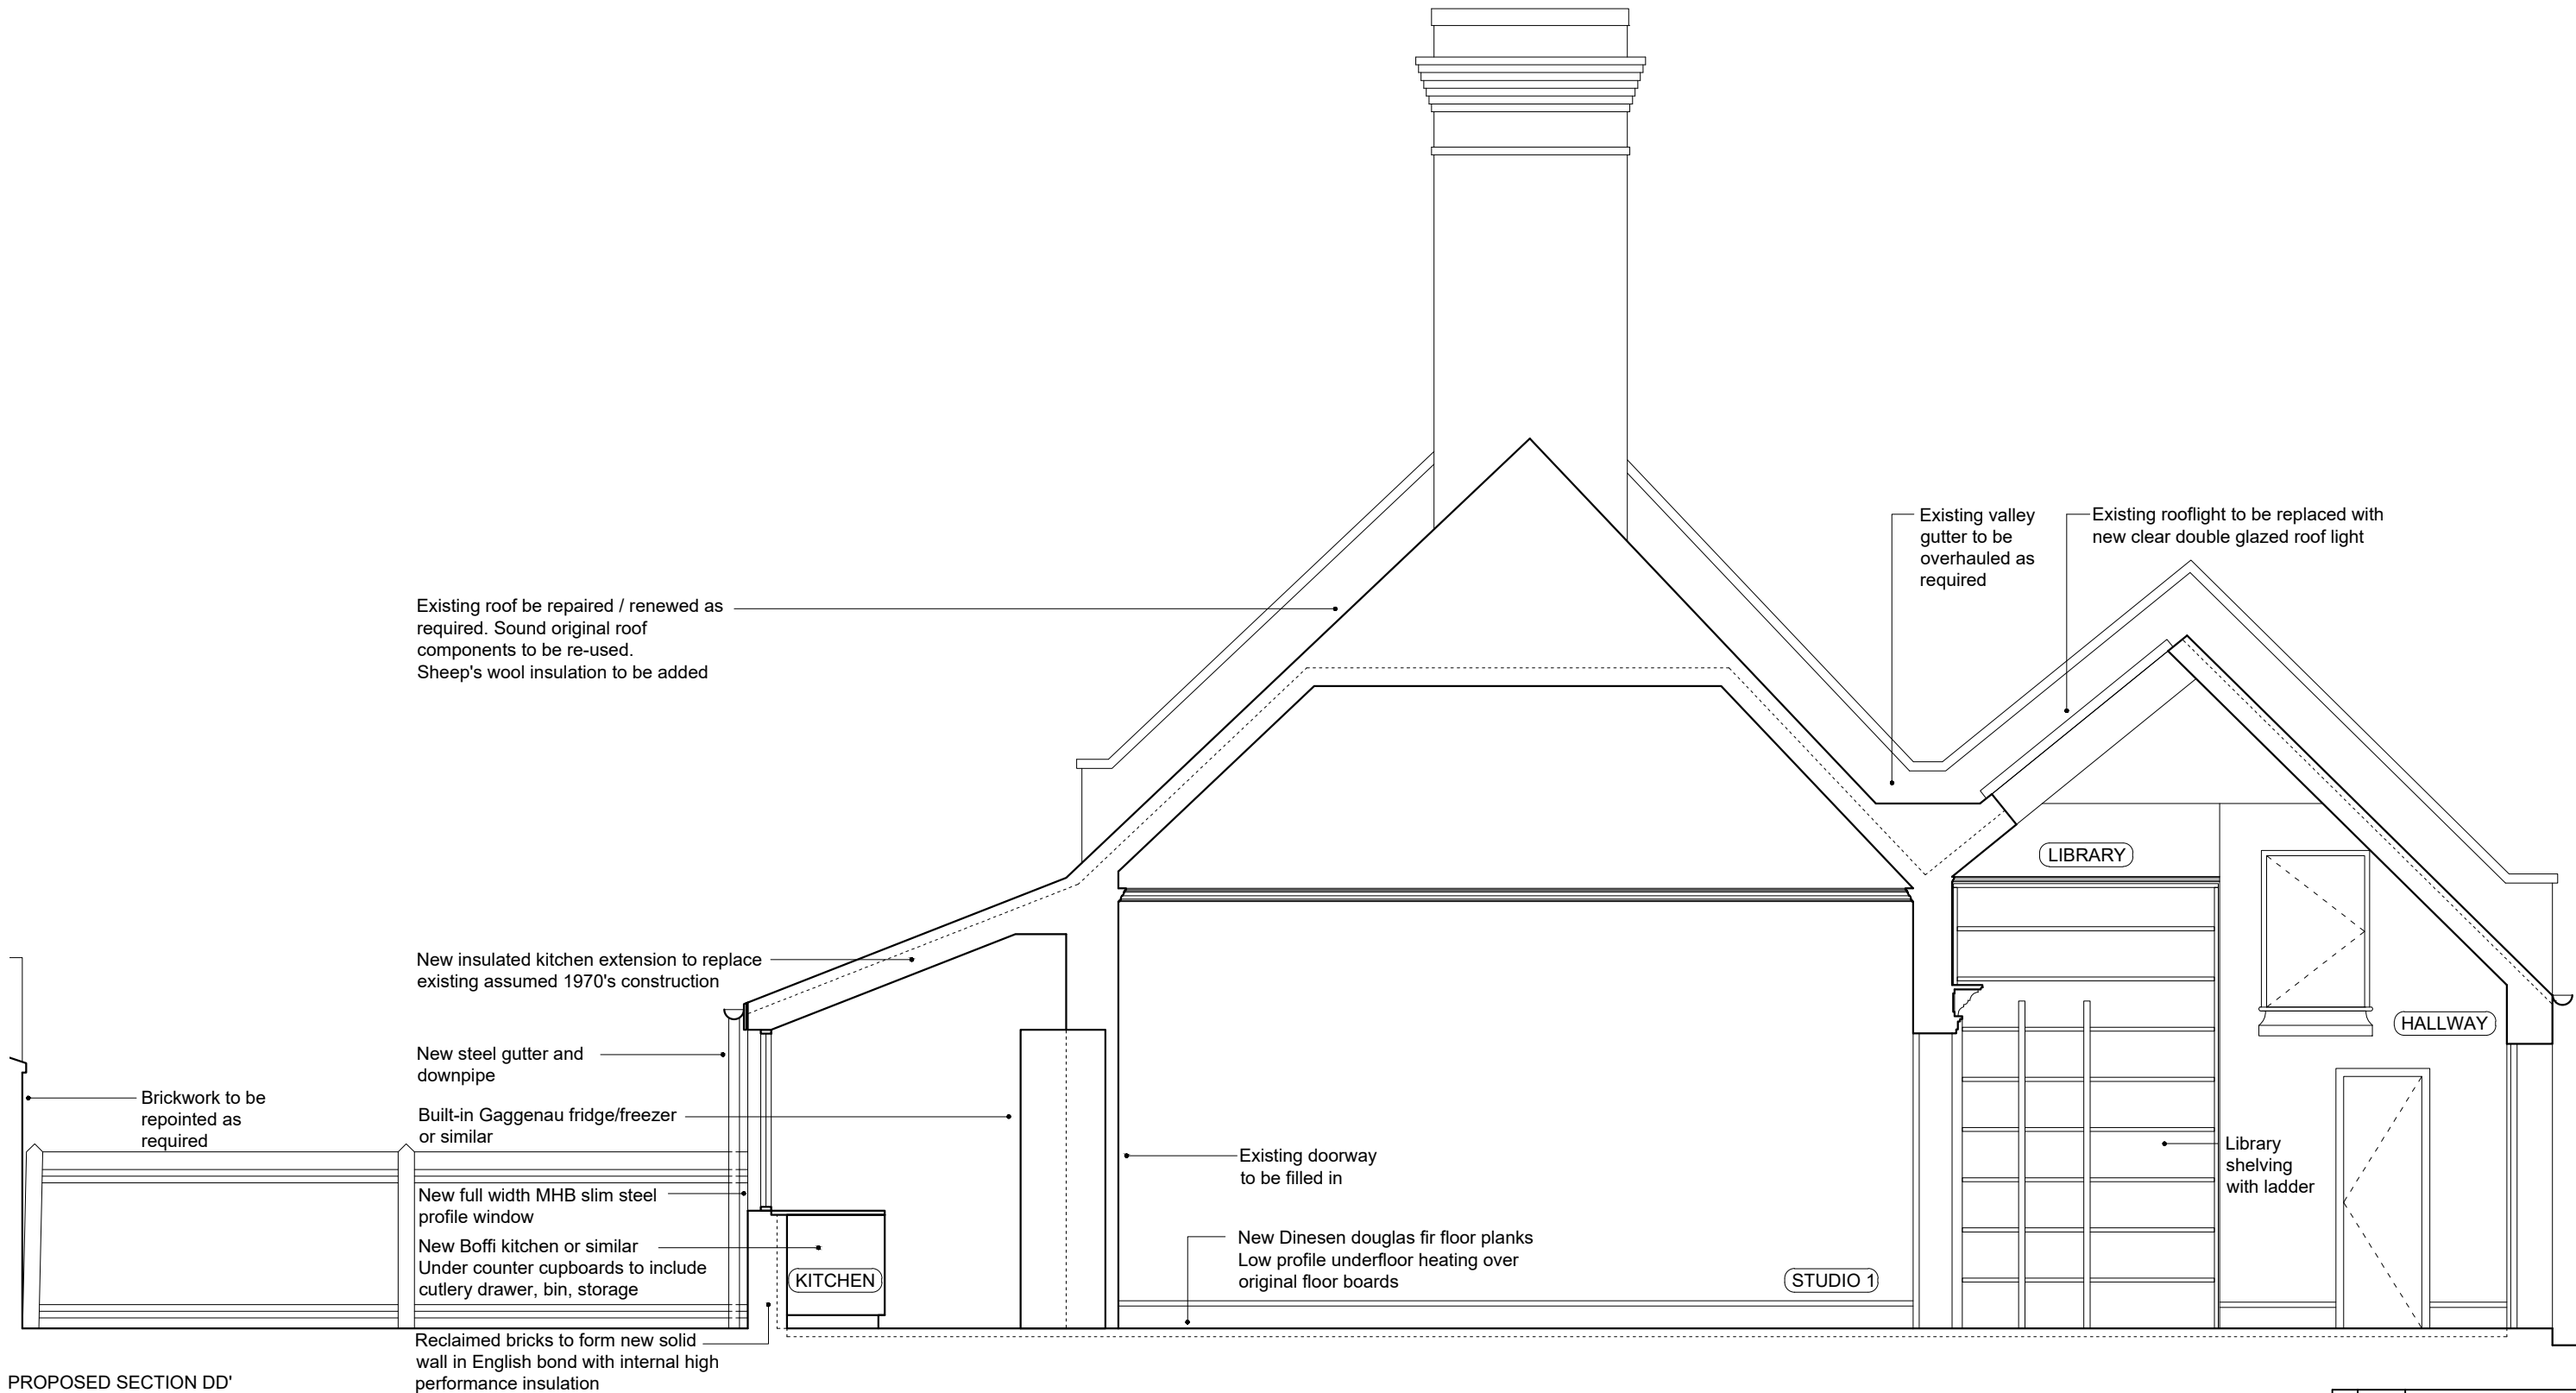 Existing valley
gutter to be
overhauled as
required
Existing rooflight to be replaced with
new clear double glazed roof light
Existing roof be repaired / renewed as
required. Sound original roof
components to be re-used.
Sheep's wool insulation to be added
LIBRARY
New insulated kitchen extension to replace
existing assumed 1970's construction
HALLWAY
New steel gutter and
downpipe
Brickwork to be
repointed as
required
Built-in Gaggenau fridge/freezer
or similar
Existing doorway
to be filled in
Library
shelving
with ladder
New full width MHB slim steel
profile window
New Boffi kitchen or similar
Under counter cupboards to include
cutlery drawer, bin, storage
KITCHEN
New Dinesen douglas fir floor planks
Low profile underfloor heating over
original floor boards
STUDIO 1
Reclaimed bricks to form new solid
wall in English bond with internal high
performance insulation
PROPOSED SECTION DD'